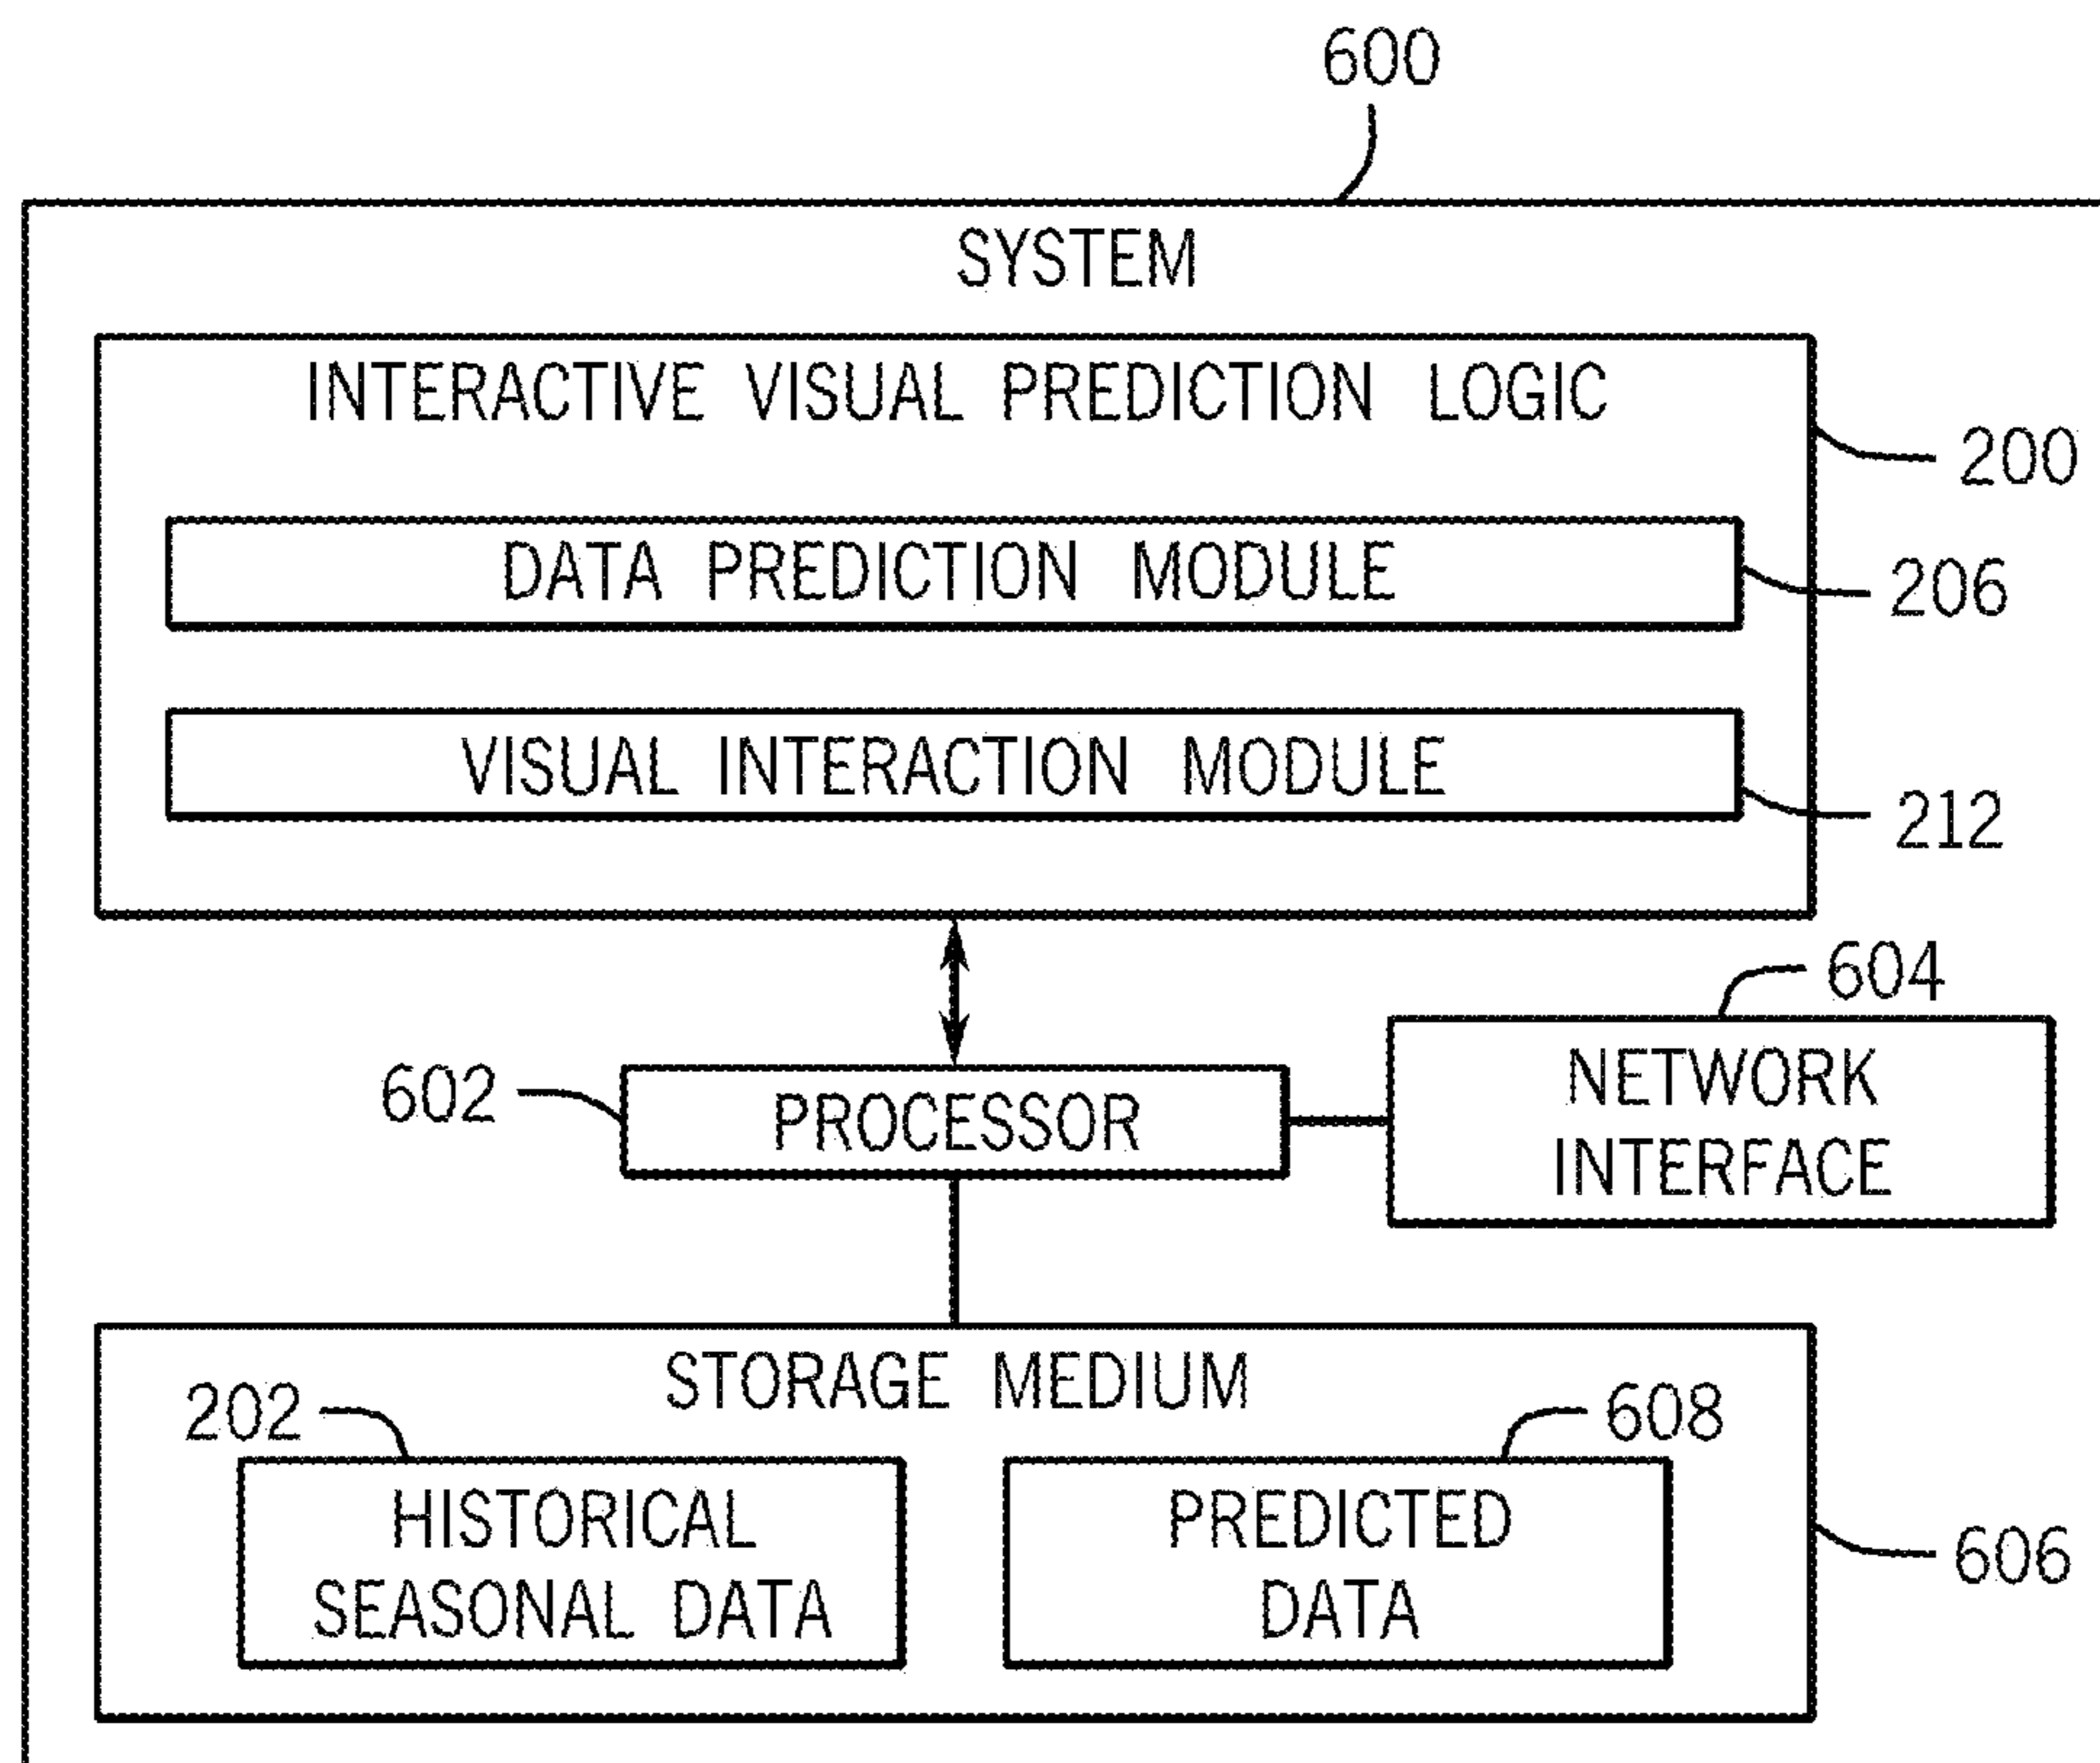 600
SYSTEM
INTERACTIVE VISUAL PREDICTION LOGIC
200
DATA PREDICTION MODULE
206
VISUAL INTERACTION MODULE
212
604
602
PROCESSOR
NETWORK
INTERFACE
STORAGE MEDIUM
202
608
HISTORICAL
SEASONAL DATA
PREDICTED
DATA
606